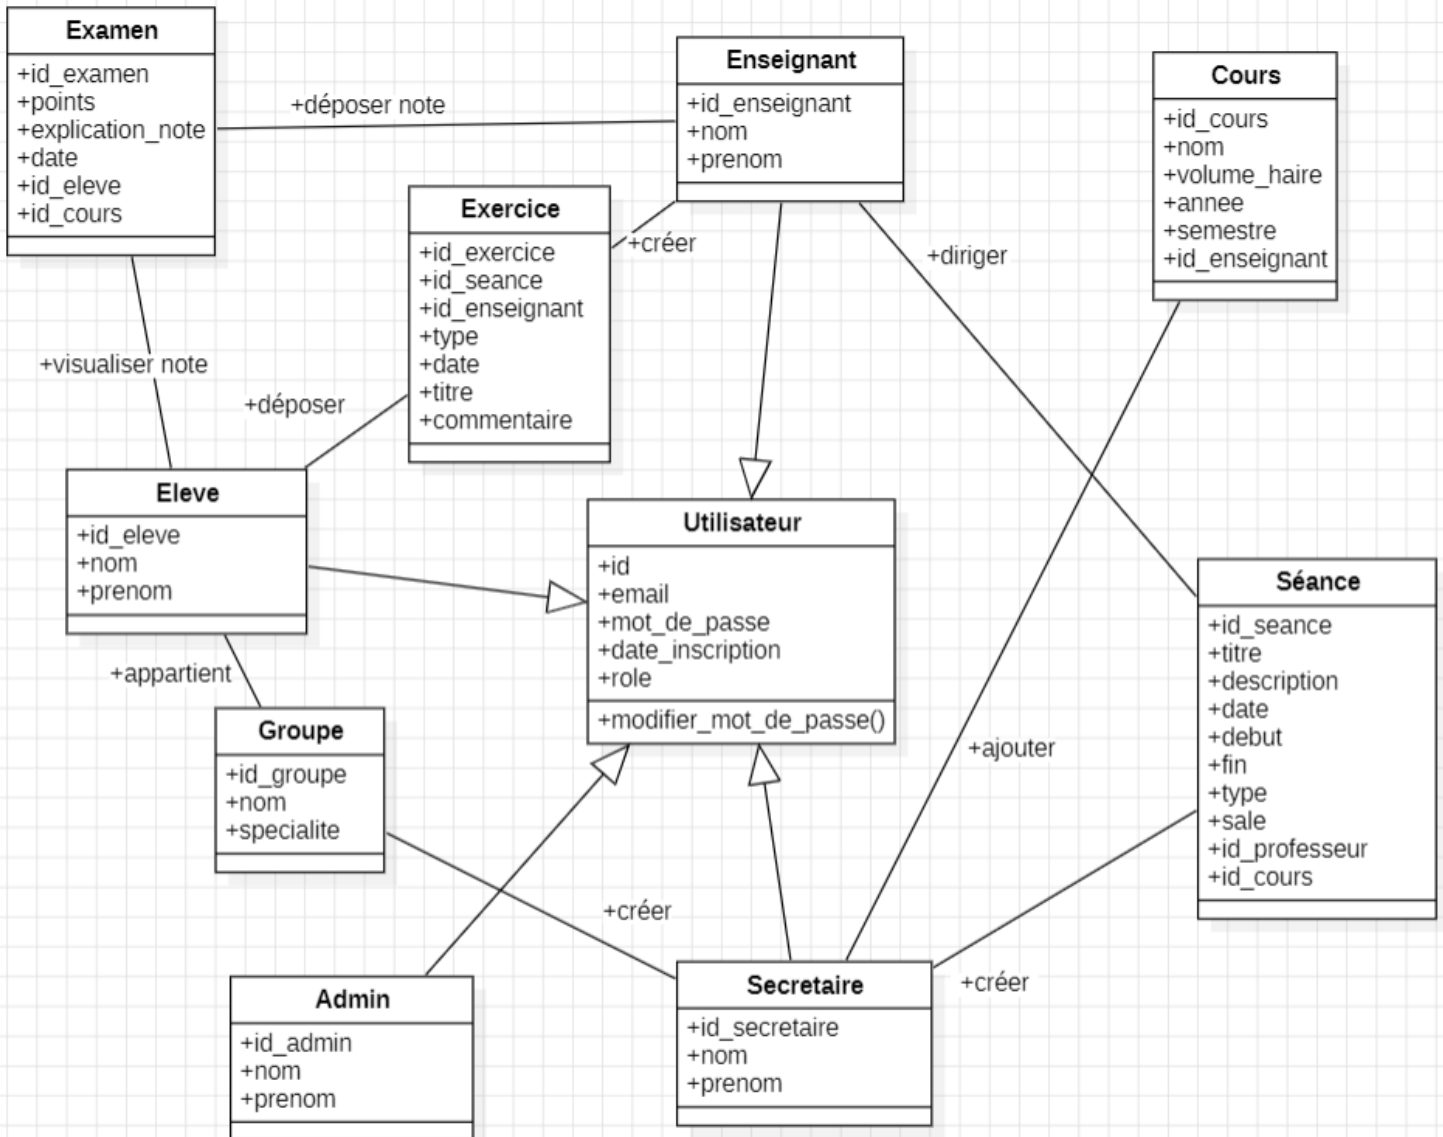 Examen
+id_examen
+points
+explication_note
+date
+id_eleve
+id_cours
+déposer note
Enseignant
+id_enseignant
+nom
+prenom
Cours
+id_cours
+nom
+volume_haire
+annee
+semestre
+id_enseignant
Exercice
+id_exercice
+id_seance
+id_enseignant
+type
+date
+titre
+commentaire
+créer
+diriger
+visualiser note
+déposer
Eleve
+id_eleve
+nom
+prenom
Utilisateur
+id
+email
+mot_de_passe
+date_inscription
+role
+modifier_mot_de_passe()
Séance
+id_seance
+titre
+description
+date
+debut
+fin
+type
+sale
+id_professeur
+id_cours
+appartient
Groupe
+id_groupe
+nom
+specialite
+ajouter
+créer
+créer
Admin
+id_admin
+nom
+prenom
Secretaire
+id_secretaire
+nom
+prenom